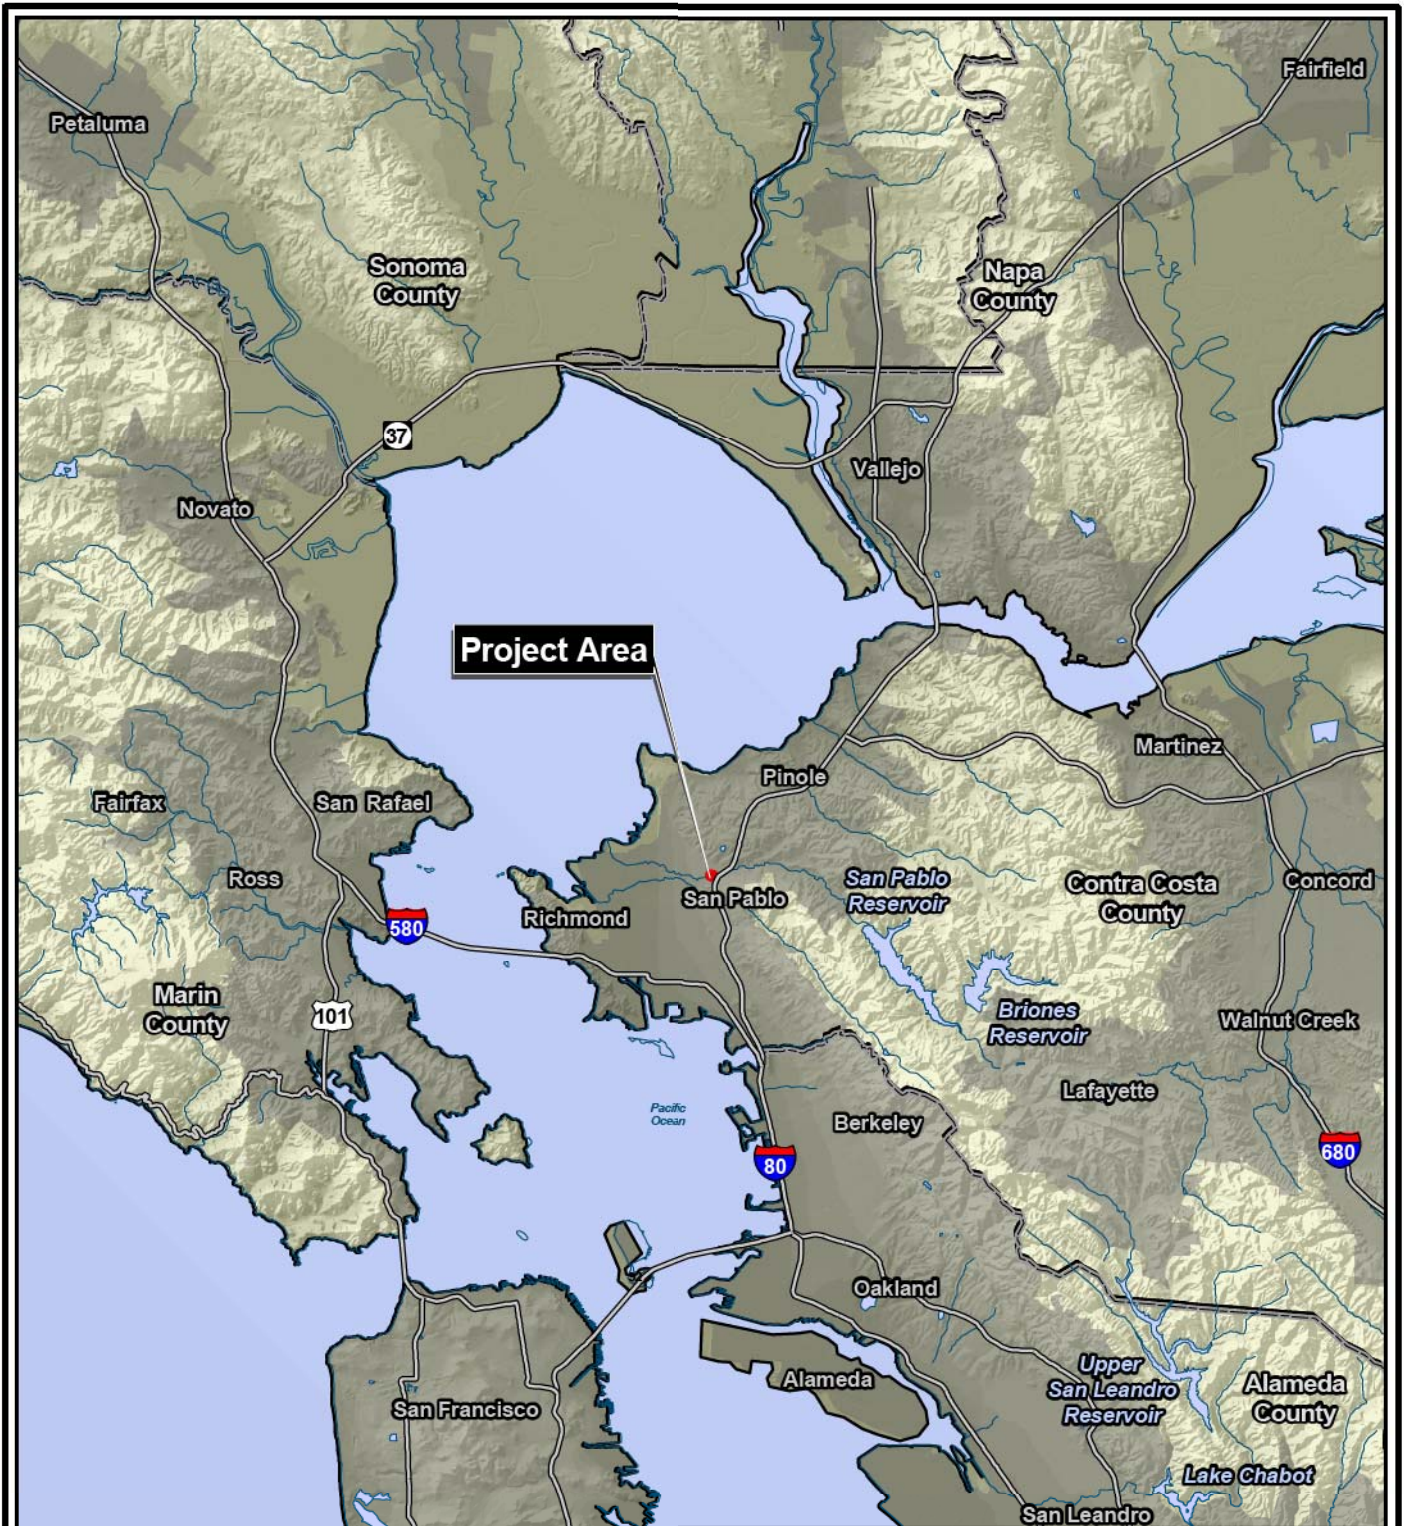 Fairfield
Petaluma
Sonoma
County
Napa
County
37
Vallejo
Novato
Project Area
Martinez
Pinole
Fairfax
San Rafael
Ross
San Pablo
Reservoir
Contra Costa
County
Concord
San Pablo
Richmond
580
Marin
County
101
Briones
Reservoir
Walnut Creek
Lafayette
Pacific
Ocean
Berkeley
80
680
Oakland
Alameda
Upper
San Leandro
Reservoir
Alameda
County
San Francisco
Lake Chabot
San Leandro